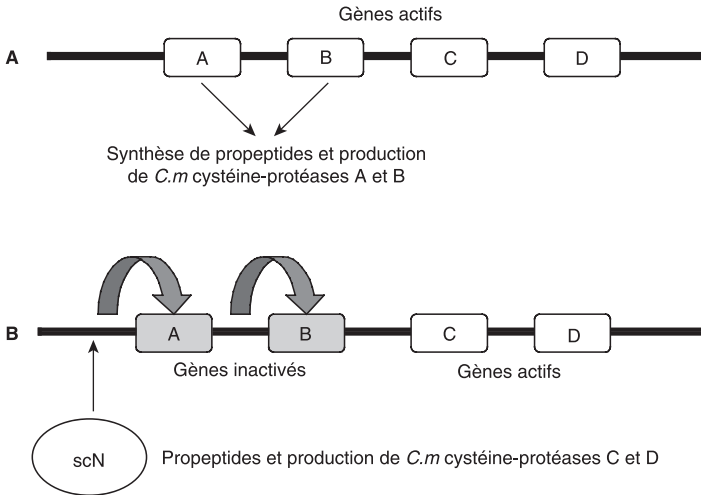 Gènes actifs
A
A
B
C
D
Synthèse de propeptides et production
de C.m cystéine-protéases A et B
B
A
B
C
D
Gènes inactivés
Gènes actifs
scN
Propeptides et production de C.m cystéine-protéases C et D